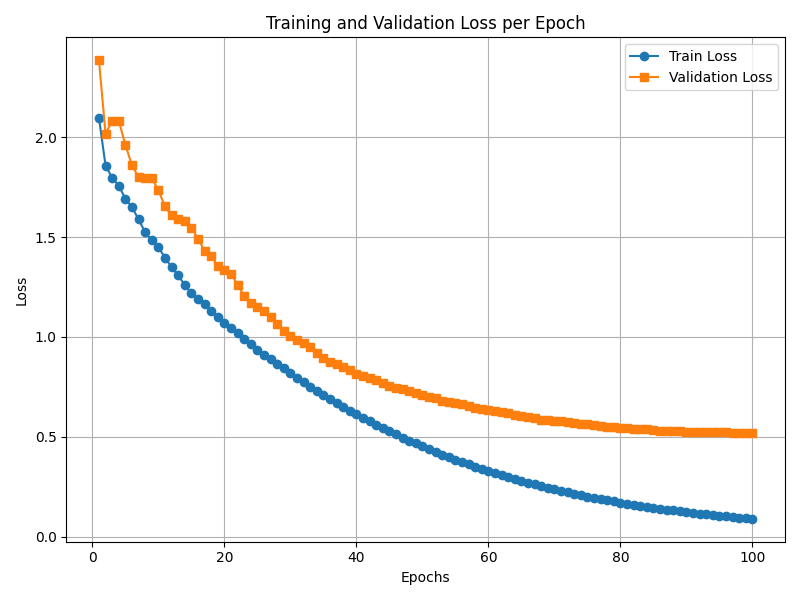 Training and Validation Loss per Epoch
Train Loss
Validation Loss
2.0
1.5
1.0
0.5
0.0
Loss
0 20 40 60 80 100
Epochs